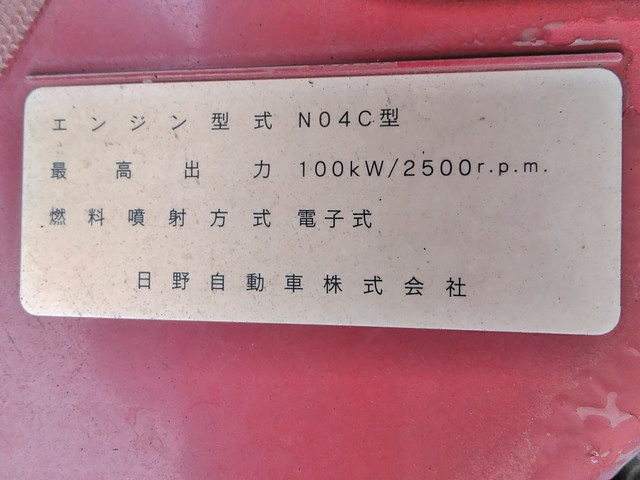 エンジン型式 N04C型
最高出力 100kW/2500r.p.m.
燃料噴射方式 電子式
日野自動車株式会社